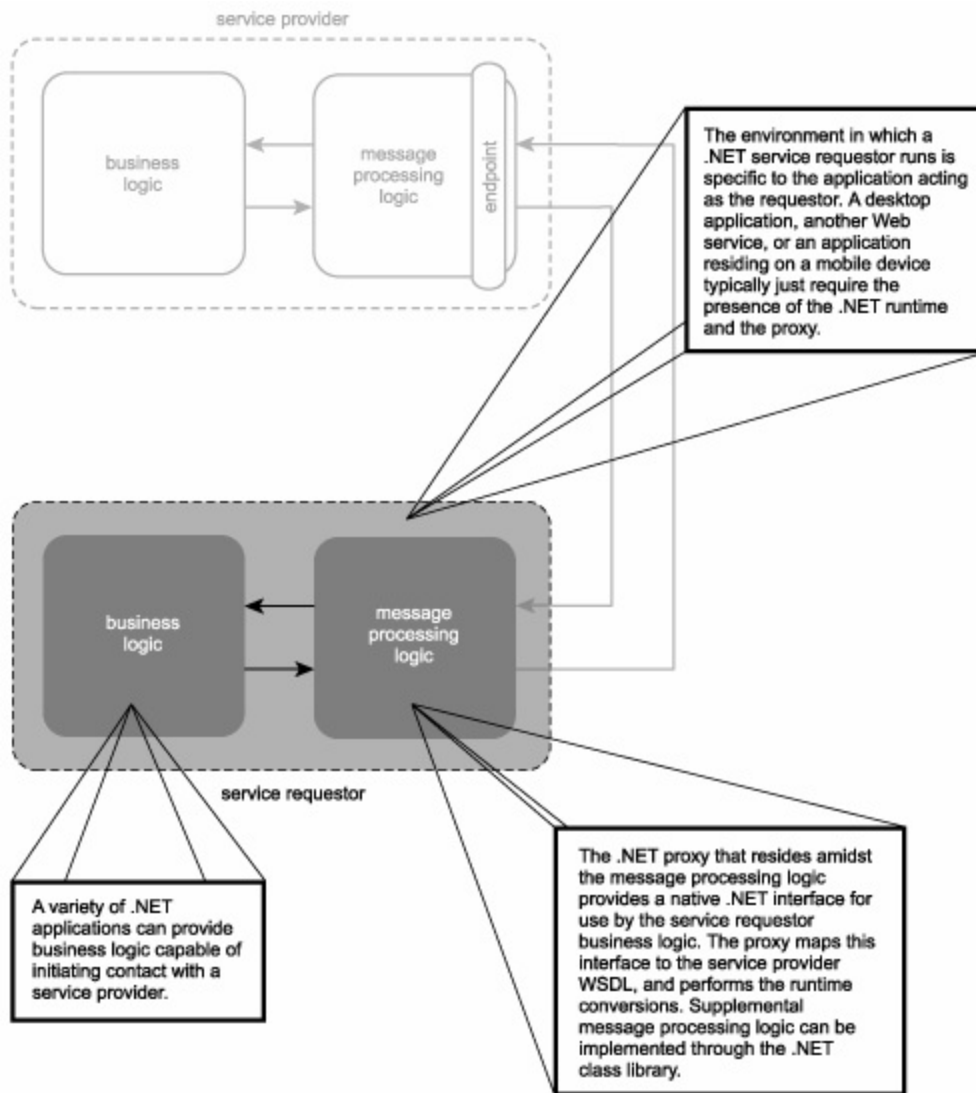 service provider
business
logic
message
processing
logic
endpoint
The environment in which a
.NET service requestor runs is
specific to the application acting
as the requestor. A desktop
application, another Web
service, or an application
residing on a mobile device
typically just require the
presence of the .NET runtime
and the proxy.
business
logic
message
processing
logic
service requestor
A variety of .NET
applications can provide
business logic capable of
initiating contact with a
service provider.
The .NET proxy that resides amidst
the message processing logic
provides a native .NET interface for
use by the service requestor
business logic. The proxy maps this
interface to the service provider
WSDL, and performs the runtime
conversions. Supplemental
message processing logic can be
implemented through the .NET
class library.